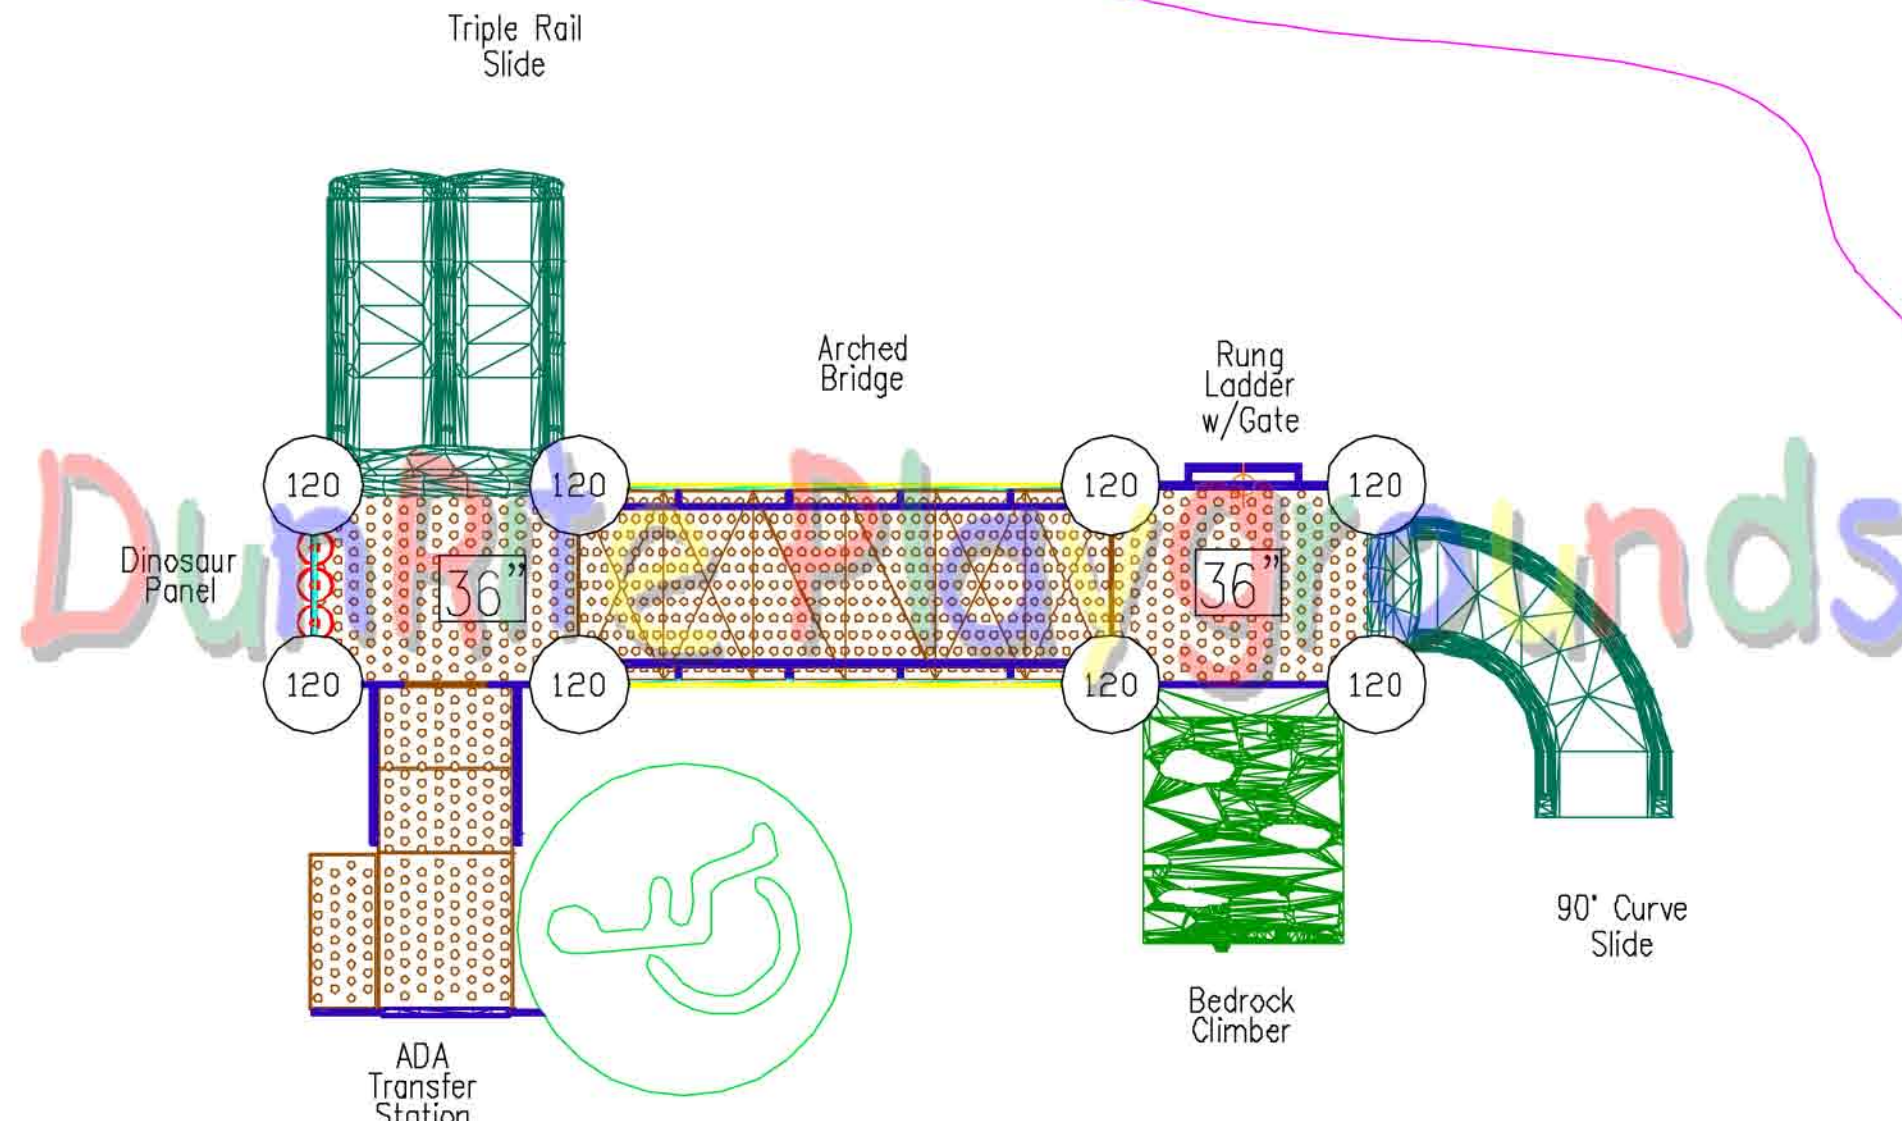 Triple Rail
Slide
Arched
Bridge
Rung
Ladder
w/Gate
120
120
120
120
DunRite Playgrounds
Dinosaur
Panel
36"
36"
120
120
120
120
90° Curve
Slide
Bedrock
Climber
ADA
Transfer
Station